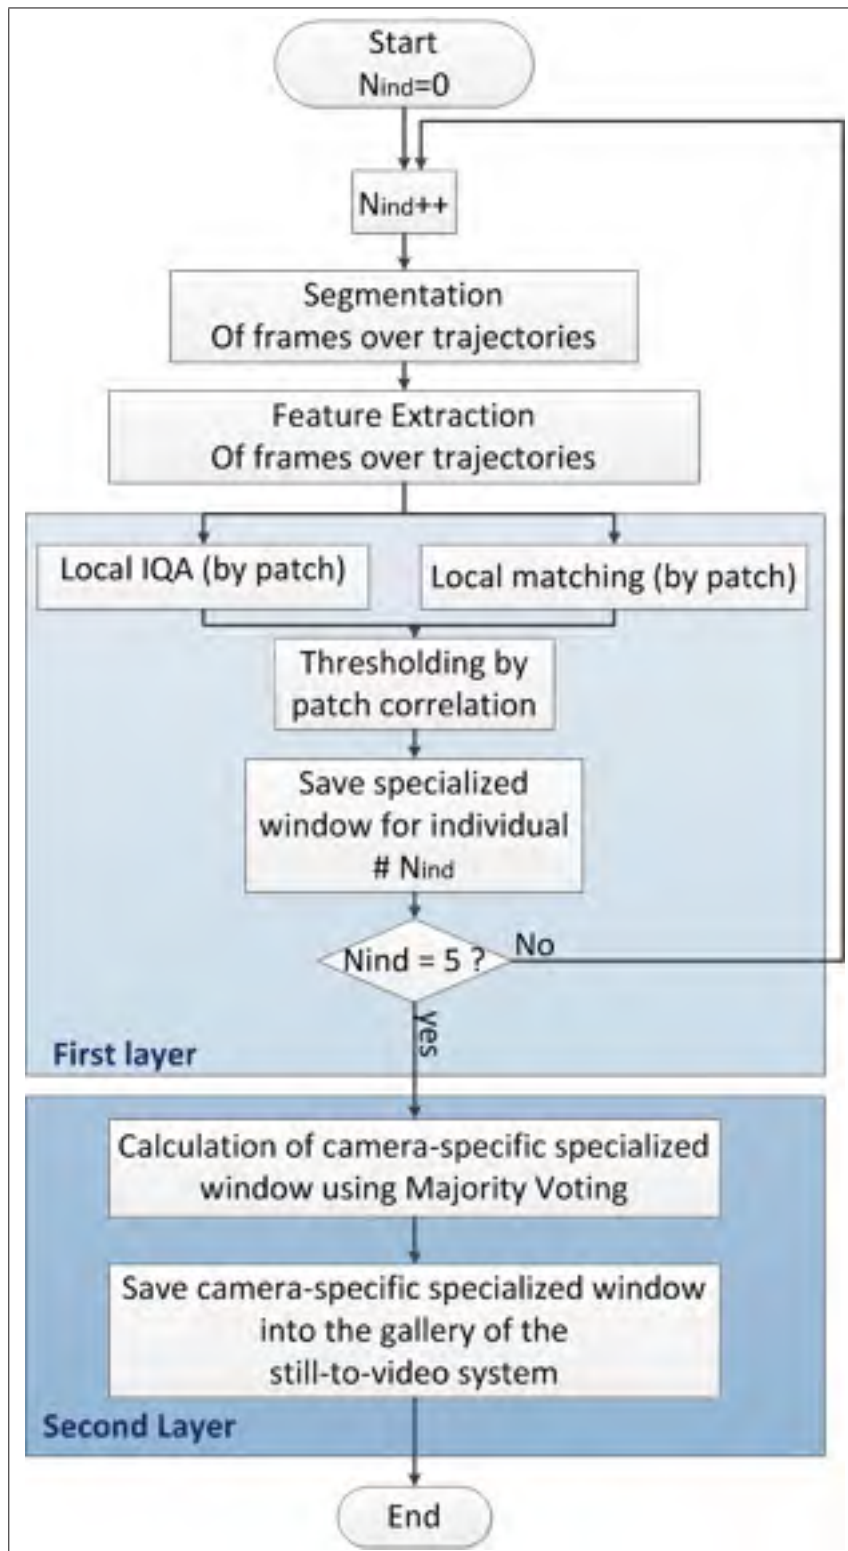 Start
Nind=0
Nind++
Segmentation
Of frames over trajectories
Feature Extraction
Of frames over trajectories
Local IQA (by patch)
Local matching (by patch)
Thresholding by
patch correlation
Save specialized
window for individual
# Nind
Nind = 5 ?
No
yes
First layer
Calculation of camera-specific specialized
window using Majority Voting
Save camera-specific specialized window
into the gallery of the
still-to-video system
Second Layer
End